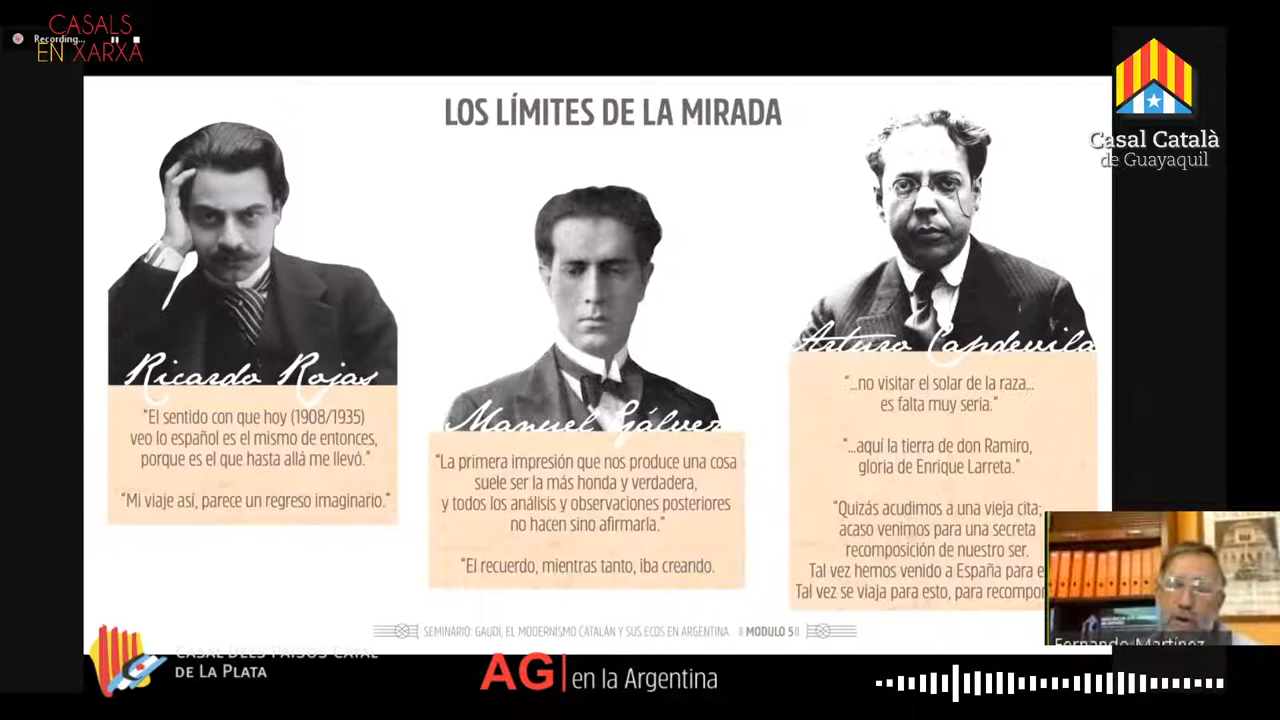 CASALS
EN XARXA
Recording...
Casal Català
de Guayaquil
LOS LÍMITES DE LA MIRADA
Ricardo Rojas
“El sentido con que hoy (1908/1935)
veo lo español es el mismo de entonces,
porque es el que hasta allá me llevó.”
“Mi viaje así, parece un regreso imaginario.”
Manuel Gálvez
“La primera impresión que nos produce una cosa
suele ser la más honda y verdadera,
y todos los análisis y observaciones posteriores
no hacen sino afirmarla.”
“El recuerdo, mientras tanto, iba creando.
Arturo Capdevila
“...no visitar el solar de la raza...
es falta muy seria.”
“...aquí la tierra de don Ramiro,
gloria de Enrique Larreta.”
“Quizás acudimos a una vieja cita;
acaso venimos para una secreta
recomposición de nuestro ser.
Tal vez hemos venido a España para e
Tal vez se viaja para esto, para recompon
Fernando Martínez
SEMINARIO: GAUDÍ, EL MODERNISMO CATALÁN Y SUS ECOS EN ARGENTINA || MODULO 5 ||
CASAL DELS PAÏSOS CATAL
DE LA PLATA
AG | en la Argentina